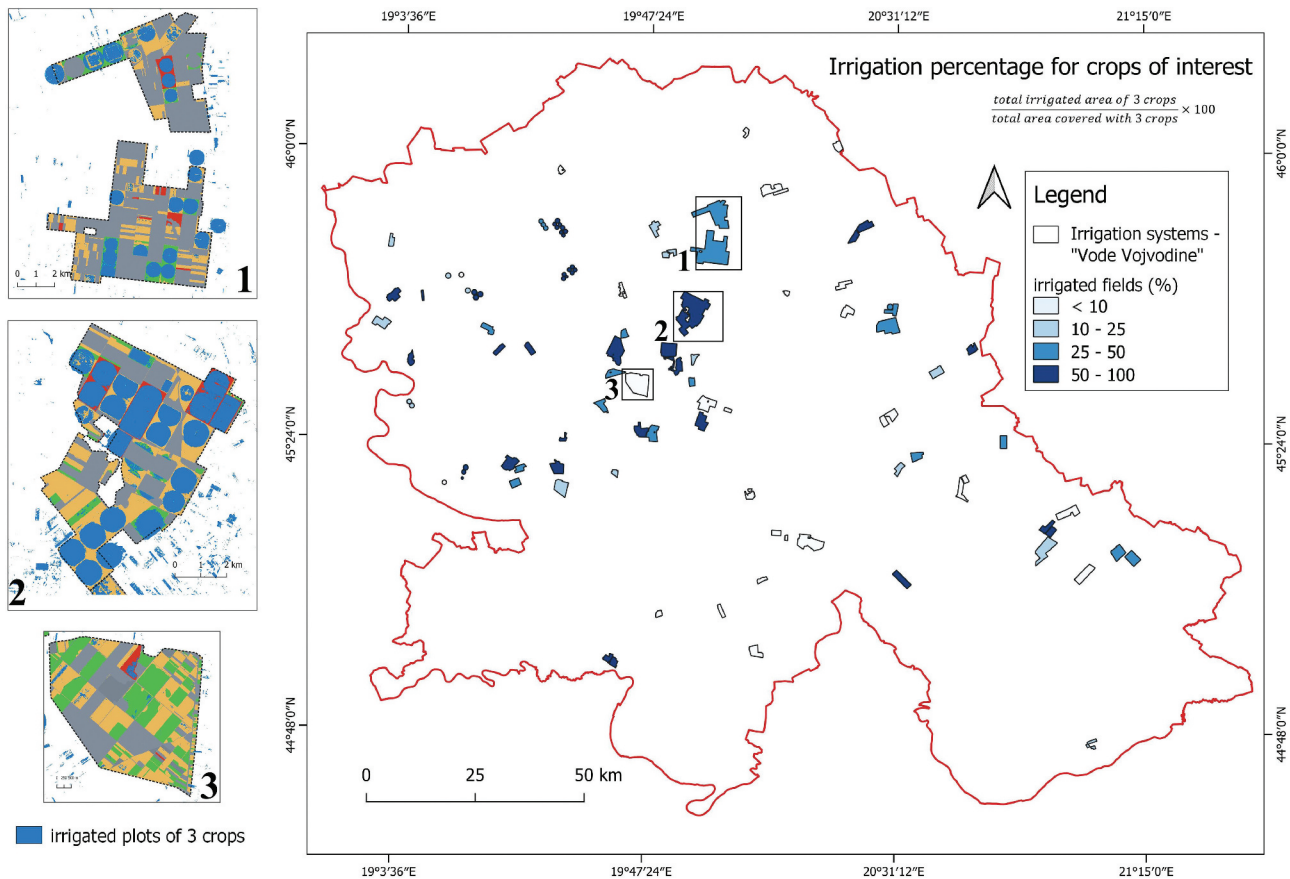 19°3′36″E
19°47′24″E
20°31′12″E
21°15′0″E
Irrigation percentage for crops of interest
total irrigated area of 3 crops
total area covered with 3 crops
× 100
46°0′0″N
46°0′0″N
45°24′0″N
45°24′0″N
44°48′0″N
44°48′0″N
Legend
Irrigation systems -
"Vode Vojvodine"
irrigated fields (%)
< 10
10 - 25
25 - 50
50 - 100
1
2
3
0 25 50 km
0 1 2 km
1
0 1 2 km
2
3
irrigated plots of 3 crops
19°3′36″E
19°47′24″E
20°31′12″E
21°15′0″E